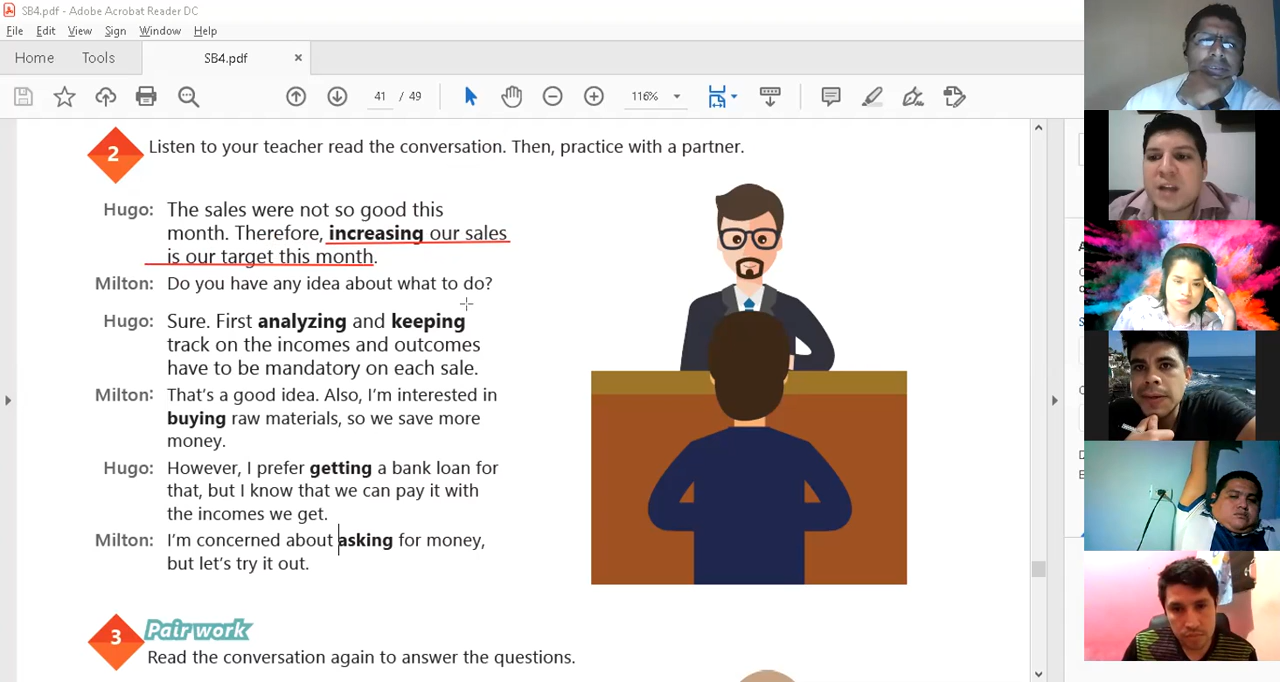 SB4.pdf - Adobe Acrobat Reader DC
File Edit View Sign Window Help
Home Tools SB4.pdf ×
41 / 49 116%
2 Listen to your teacher read the conversation. Then, practice with a partner.
Hugo: The sales were not so good this
month. Therefore, increasing our sales
is our target this month.
Milton: Do you have any idea about what to do?
Hugo: Sure. First analyzing and keeping
track on the incomes and outcomes
have to be mandatory on each sale.
Milton: That's a good idea. Also, I'm interested in
buying raw materials, so we save more
money.
Hugo: However, I prefer getting a bank loan for
that, but I know that we can pay it with
the incomes we get.
Milton: I'm concerned about asking for money,
but let's try it out.
3 Pair work
Read the conversation again to answer the questions.